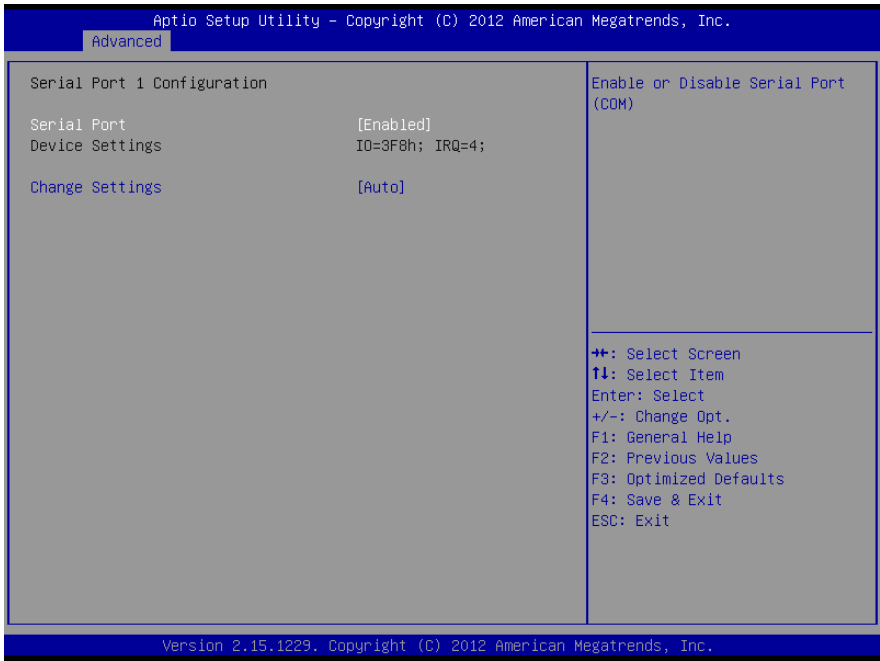 Aptio Setup Utility – Copyright (C) 2012 American Megatrends, Inc.
Advanced
Serial Port 1 Configuration
Serial Port [Enabled]
Device Settings IO=3F8h; IRQ=4;
Change Settings [Auto]
Enable or Disable Serial Port
(COM)
→←: Select Screen
↑↓: Select Item
Enter: Select
+/-: Change Opt.
F1: General Help
F2: Previous Values
F3: Optimized Defaults
F4: Save & Exit
ESC: Exit
Version 2.15.1229. Copyright (C) 2012 American Megatrends, Inc.